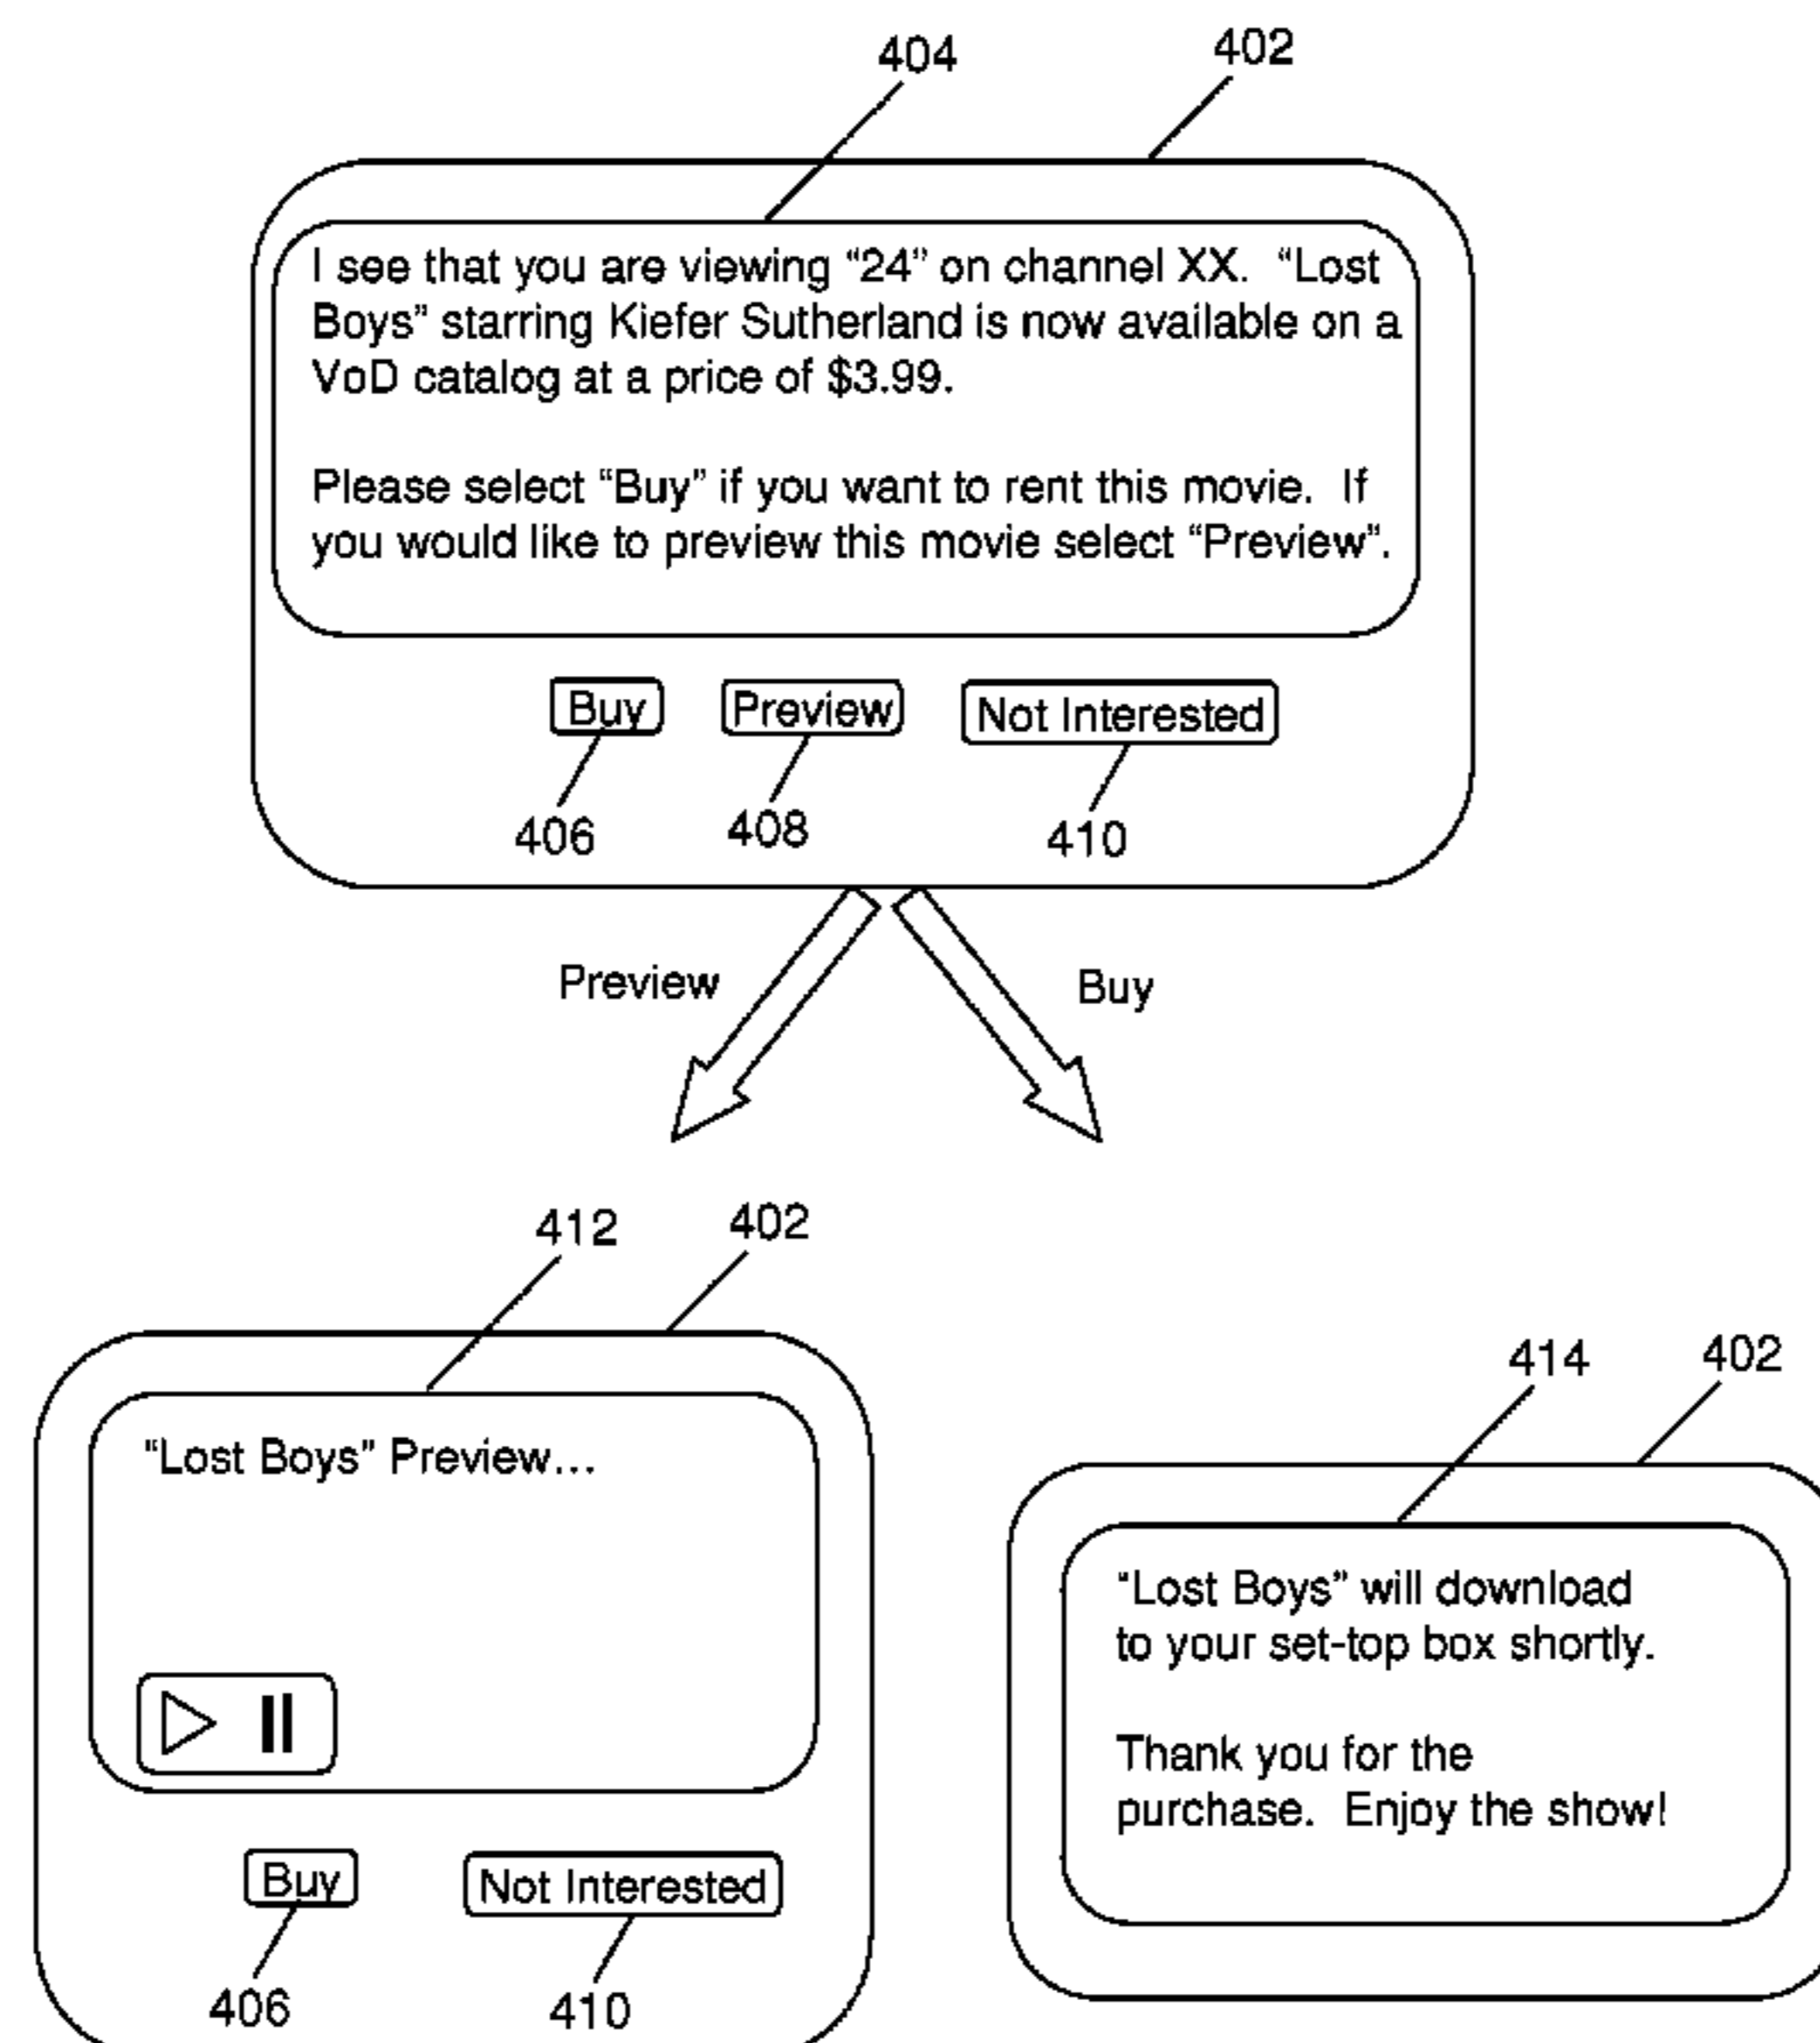 404
402
I see that you are viewing “24” on channel XX. “Lost
Boys” starring Kiefer Sutherland is now available on a
VoD catalog at a price of $3.99.
Please select “Buy” if you want to rent this movie. If
you would like to preview this movie select “Preview”.
Buy
Preview
Not Interested
406
408
410
Preview
Buy
412
402
“Lost Boys” Preview...
Buy
Not Interested
406
410
414
402
“Lost Boys” will download
to your set-top box shortly.
Thank you for the
purchase. Enjoy the show!